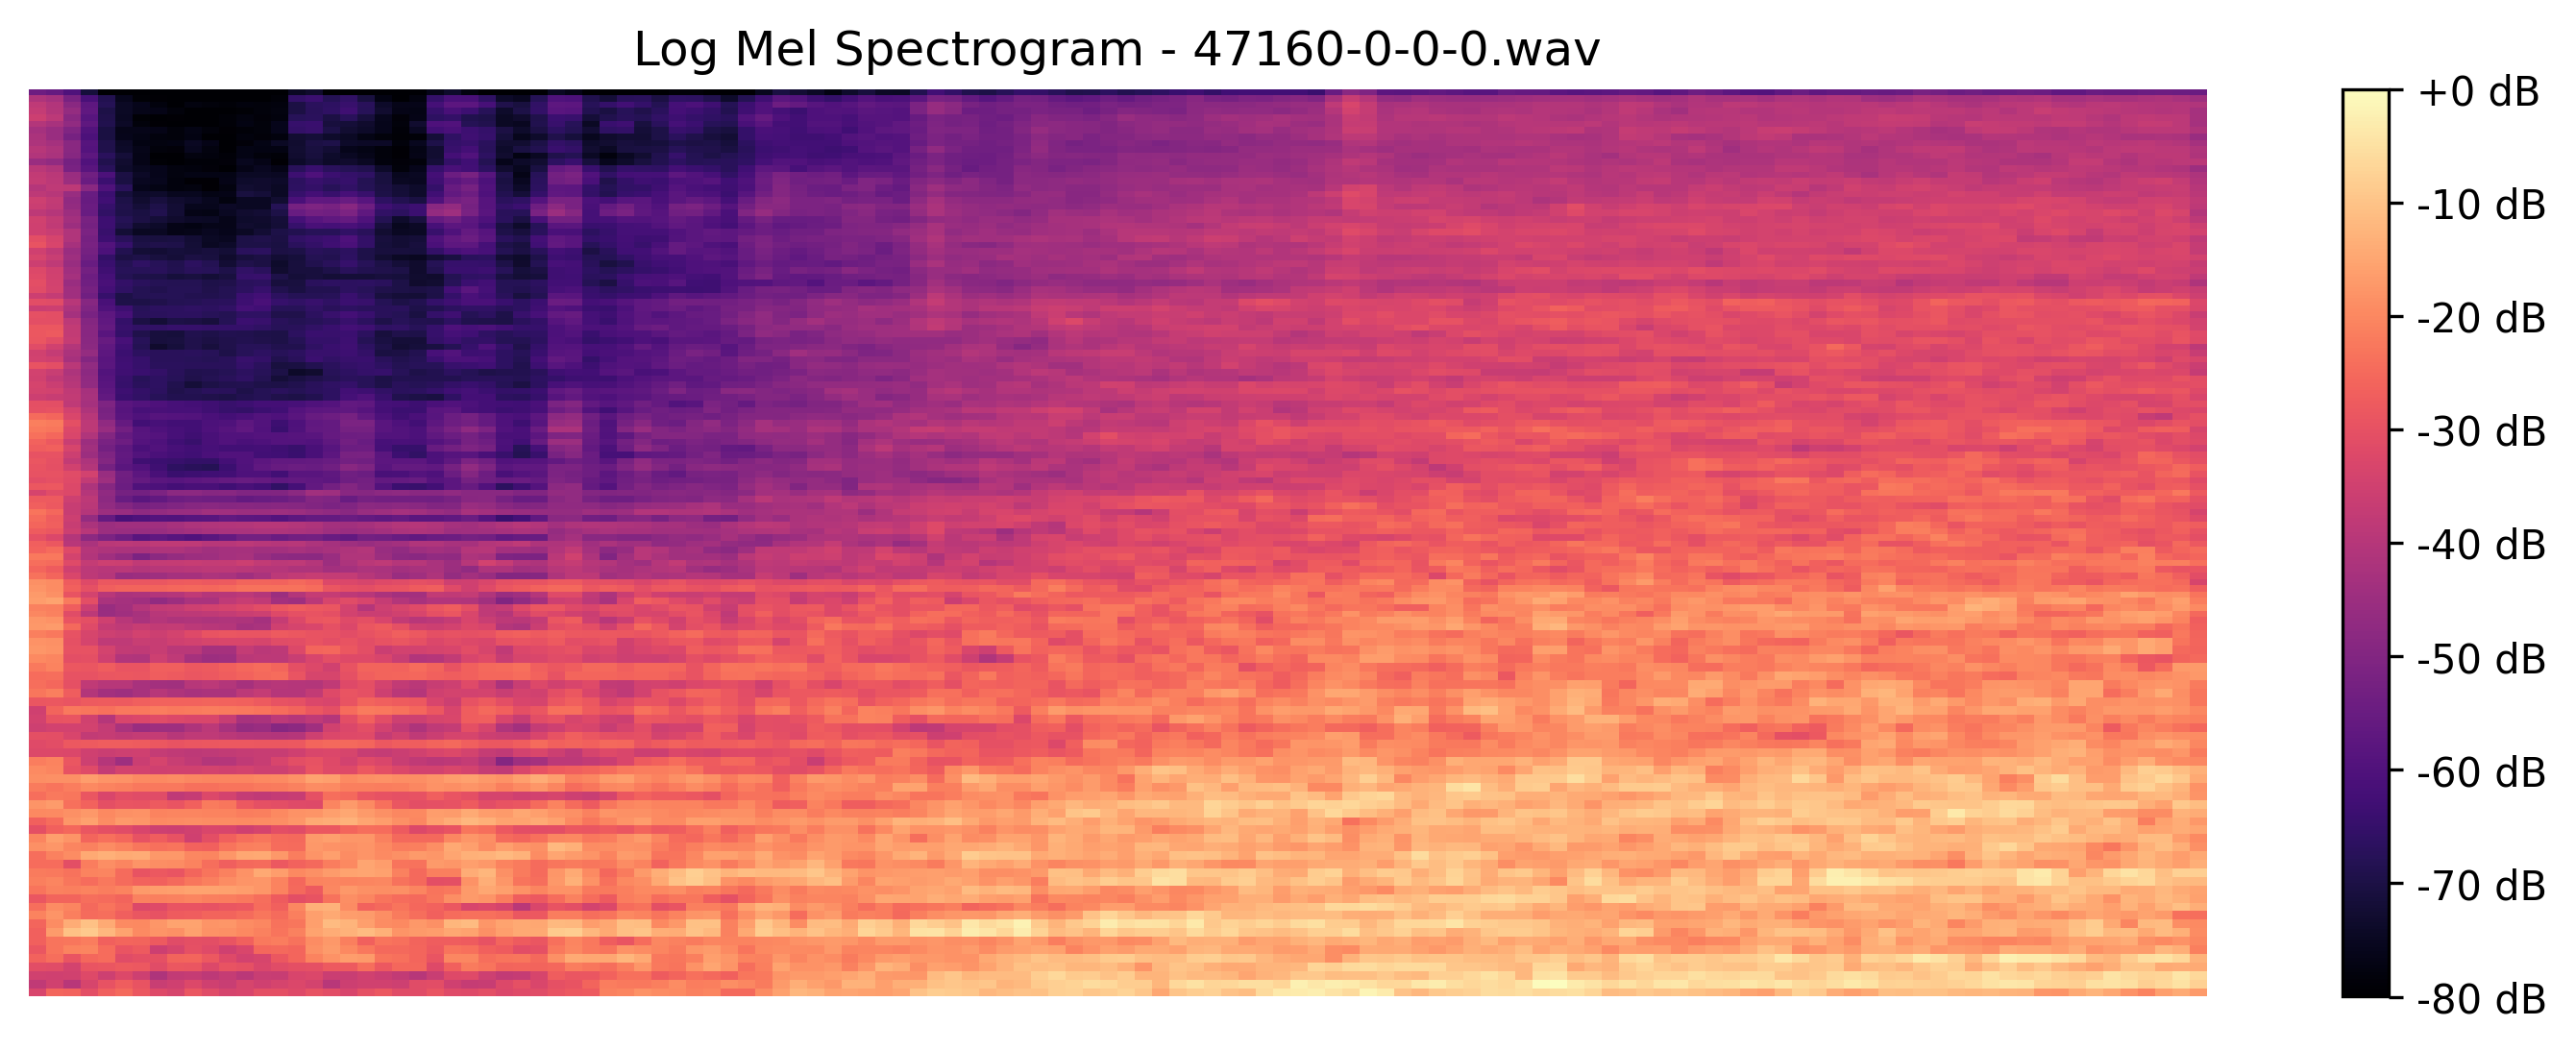 Log Mel Spectrogram - 47160-0-0-0.wav
+0 dB
-10 dB
-20 dB
-30 dB
-40 dB
-50 dB
-60 dB
-70 dB
-80 dB